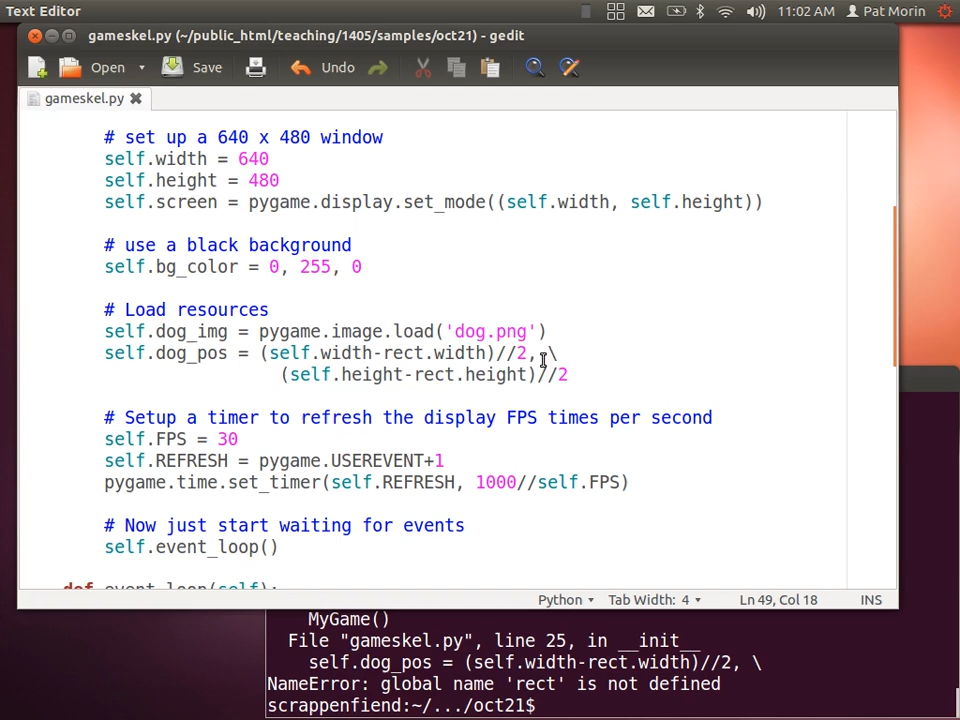 Text Editor 11:02 AM Pat Morin
gameskel.py (~/public_html/teaching/1405/samples/oct21) - gedit
Open Save Undo
gameskel.py
# set up a 640 x 480 window
self.width = 640
self.height = 480
self.screen = pygame.display.set_mode((self.width, self.height))
# use a black background
self.bg_color = 0, 255, 0
# Load resources
self.dog_img = pygame.image.load('dog.png')
self.dog_pos = (self.width-rect.width)//2, \
(self.height-rect.height)//2
# Setup a timer to refresh the display FPS times per second
self.FPS = 30
self.REFRESH = pygame.USEREVENT+1
pygame.time.set_timer(self.REFRESH, 1000//self.FPS)
# Now just start waiting for events
self.event_loop()
def event_loop(self):
Python Tab Width: 4 Ln 49, Col 18 INS
MyGame()
File "gameskel.py", line 25, in __init__
self.dog_pos = (self.width-rect.width)//2, \
NameError: global name 'rect' is not defined
scrappenfiend:~/.../oct21$